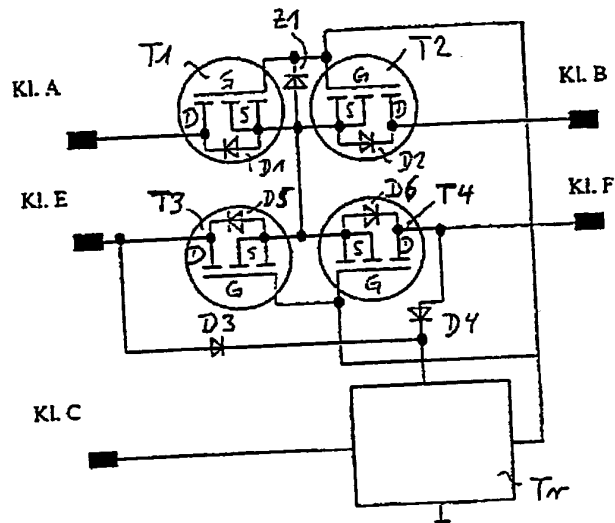 Z1
T1
T2
G
G
Kl. A
Kl. B
D
S
S
D
D1
D2
Kl. E
Kl. F
T3
D5
D6
T4
D
S
S
D
G
G
D3
D4
Kl. C
Tr